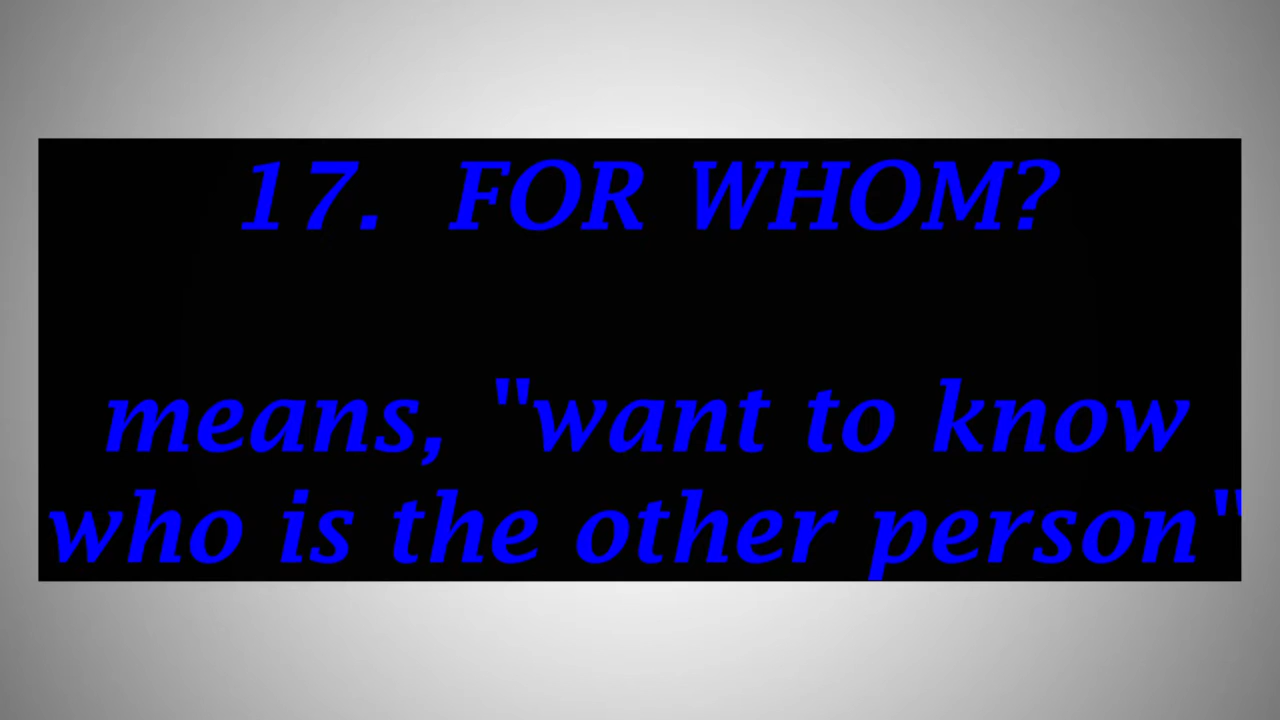 17. FOR WHOM?
means, "want to know
who is the other person"